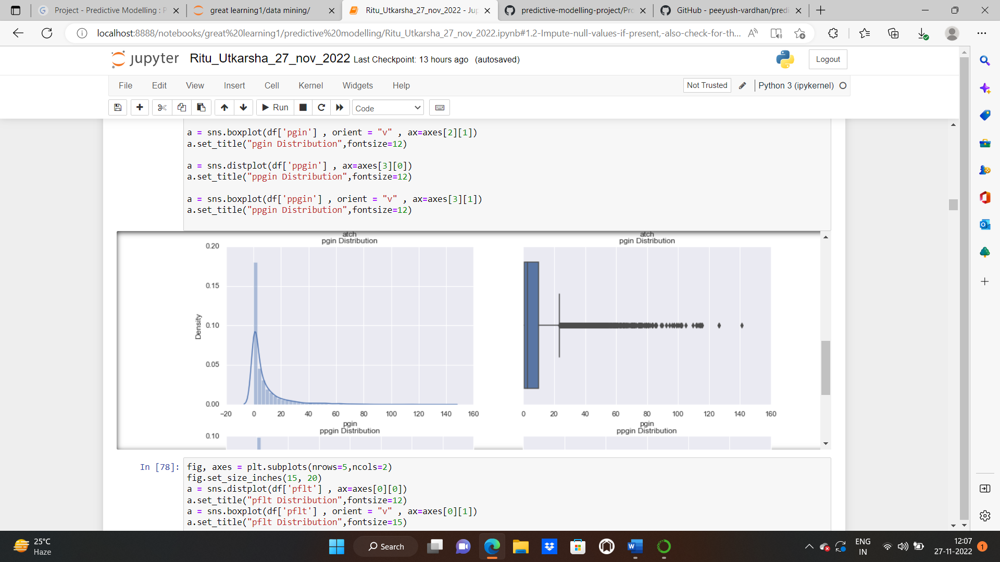 Project - Predictive Modelling : P
great learning1/data mining/
Ritu_Utkarsha_27_nov_2022 - Jup
predictive-modelling-project/Pro
GitHub - peeyush-vardhan/predi
localhost:8888/notebooks/great%20learning1/predictive%20modelling/Ritu_Utkarsha_27_nov_2022.ipynb#1.2-Impute-null-values-if-present,-also-check-for-th...
jupyter Ritu_Utkarsha_27_nov_2022 Last Checkpoint: 13 hours ago (autosaved)
Logout
File Edit View Insert Cell Kernel Widgets Help
Not Trusted
Python 3 (ipykernel)
Run
Code
a = sns.boxplot(df['pgin'] , orient = "v" , ax=axes[2][1])
a.set_title("pgin Distribution",fontsize=12)
a = sns.distplot(df['ppgin'] , ax=axes[3][0])
a.set_title("ppgin Distribution",fontsize=12)
a = sns.boxplot(df['ppgin'] , orient = "v" , ax=axes[3][1])
a.set_title("ppgin Distribution",fontsize=12)
atch
pgin Distribution
0.20
0.15
0.10
0.05
0.00
Density
−20 0 20 40 60 80 100 120 140 160
pgin
ppgin Distribution
0.10
atch
pgin Distribution
0 20 40 60 80 100 120 140 160
pgin
ppgin Distribution
In [78]:
fig, axes = plt.subplots(nrows=5,ncols=2)
fig.set_size_inches(15, 20)
a = sns.distplot(df['pflt'] , ax=axes[0][0])
a.set_title("pflt Distribution",fontsize=12)
a = sns.boxplot(df['pflt'] , orient = "v" , ax=axes[0][1])
a.set_title("pflt Distribution",fontsize=15)
25°C
Haze
Search
ENG
IN
12:07
27-11-2022
1